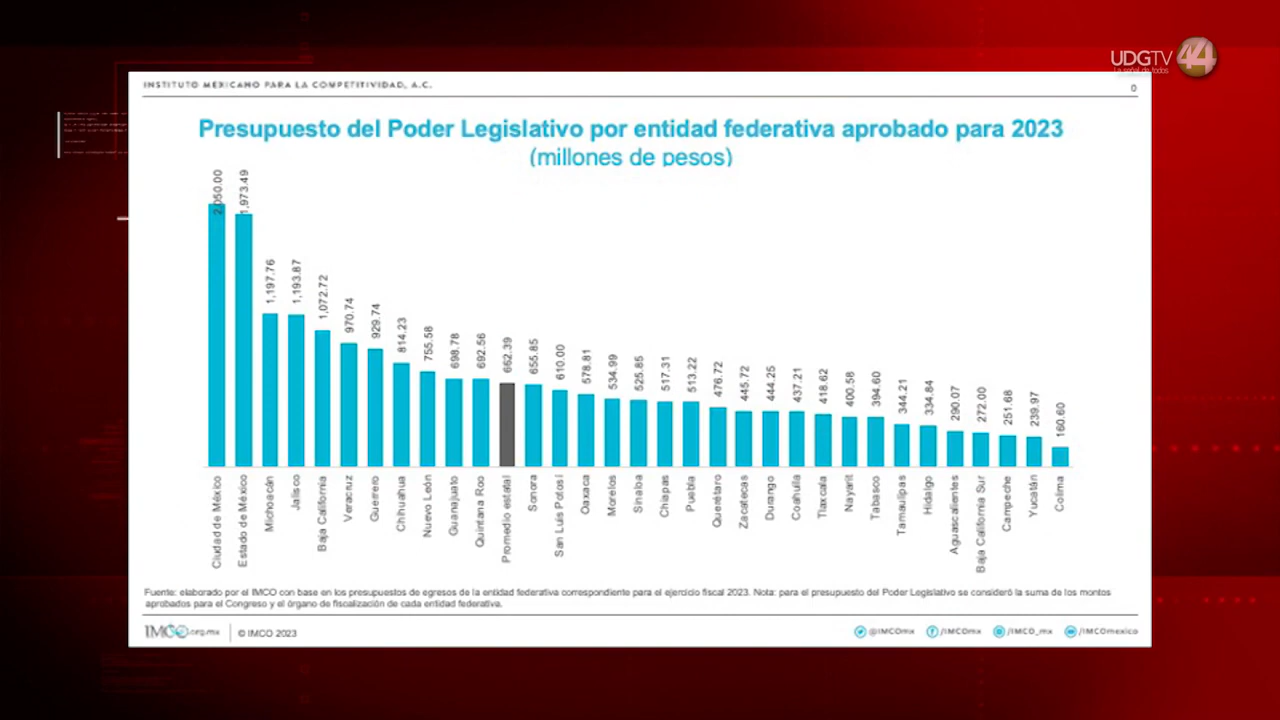 UDGTV 44
La señal de todos
INSTITUTO MEXICANO PARA LA COMPETITIVIDAD, A.C.
0
Presupuesto del Poder Legislativo por entidad federativa aprobado para 2023
(millones de pesos)
2,050.00
1,973.49
1,197.76
1,193.87
1,072.72
970.74
929.74
814.23
755.58
698.78
692.56
662.39
655.85
610.00
578.81
534.99
525.85
517.31
513.22
476.72
445.72
444.25
437.21
418.62
400.58
394.60
344.21
334.84
290.07
272.00
251.68
239.97
160.60
Ciudad de México
Estado de México
Michoacán
Jalisco
Baja California
Veracruz
Guerrero
Chihuahua
Nuevo León
Guanajuato
Quintana Roo
Promedio estatal
Sonora
San Luis Potosí
Oaxaca
Morelos
Sinaloa
Chiapas
Puebla
Querétaro
Zacatecas
Durango
Coahuila
Tlaxcala
Nayarit
Tabasco
Tamaulipas
Hidalgo
Aguascalientes
Baja California Sur
Campeche
Yucatán
Colima
Fuente: elaborado por el IMCO con base en los presupuestos de egresos de la entidad federativa correspondiente para el ejercicio fiscal 2023. Nota: para el presupuesto del Poder Legislativo se consideró la suma de los montos
aprobados para el Congreso y el órgano de fiscalización de cada entidad federativa.
IMCO.org.mx © IMCO 2023 @IMCOmx /IMCOmx /IMCO_mx /IMCOmexico